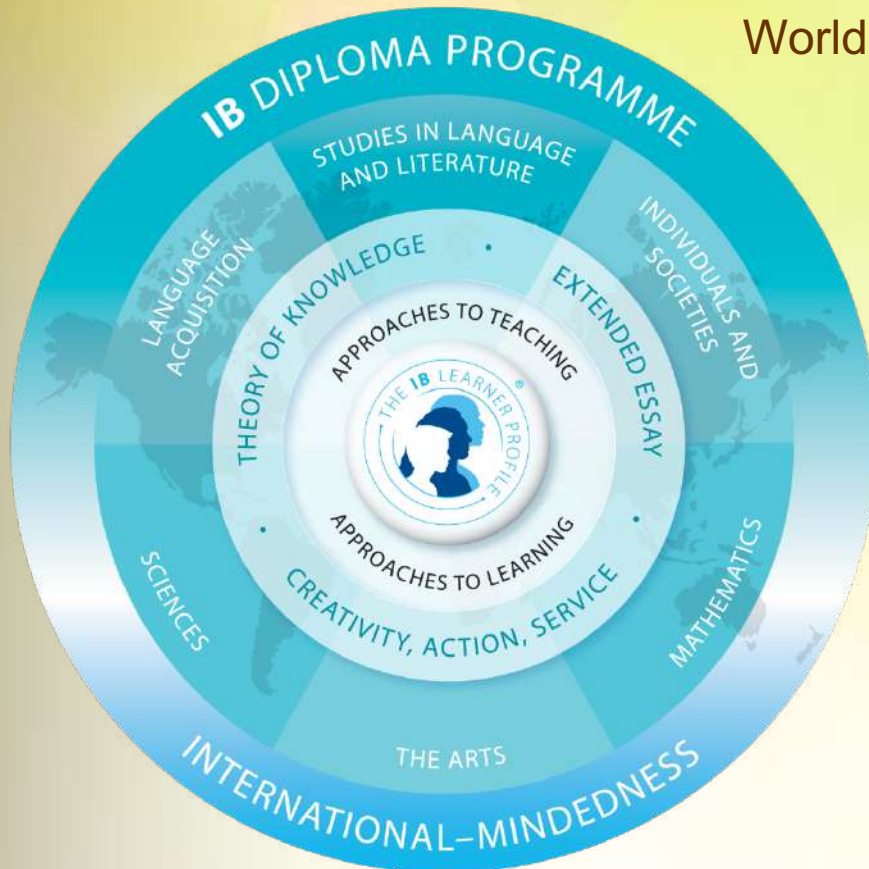 World
IB DIPLOMA PROGRAMME
STUDIES IN LANGUAGE
AND LITERATURE
LANGUAGE
ACQUISITION
INDIVIDUALS AND
SOCIETIES
THEORY OF KNOWLEDGE
EXTENDED ESSAY
APPROACHES TO TEACHING
THE IB LEARNER PROFILE
®
APPROACHES TO LEARNING
CREATIVITY, ACTION, SERVICE
SCIENCES
MATHEMATICS
THE ARTS
INTERNATIONAL–MINDEDNESS